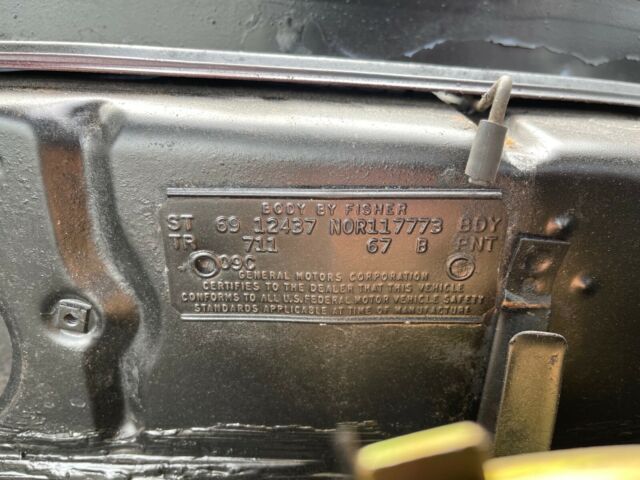 BODY BY FISHER
ST 69 12437 NOR117773 BDY
TR 711 67 B PNT
09C
GENERAL MOTORS CORPORATION
CERTIFIES TO THE DEALER THAT THIS VEHICLE
CONFORMS TO ALL U.S. FEDERAL MOTOR VEHICLE SAFETY
STANDARDS APPLICABLE AT TIME OF MANUFACTURE